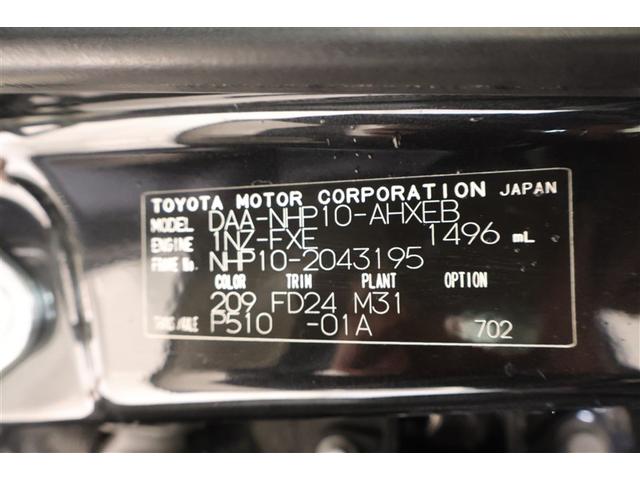 TOYOTA MOTOR CORPORATION JAPAN
MODEL DAA-NHP10-AHXEB
ENGINE 1NZ-FXE 1496 mL
FRAME No. NHP10-2043195
COLOR TRIM PLANT OPTION
209 FD24 M31
P510 -01A 702